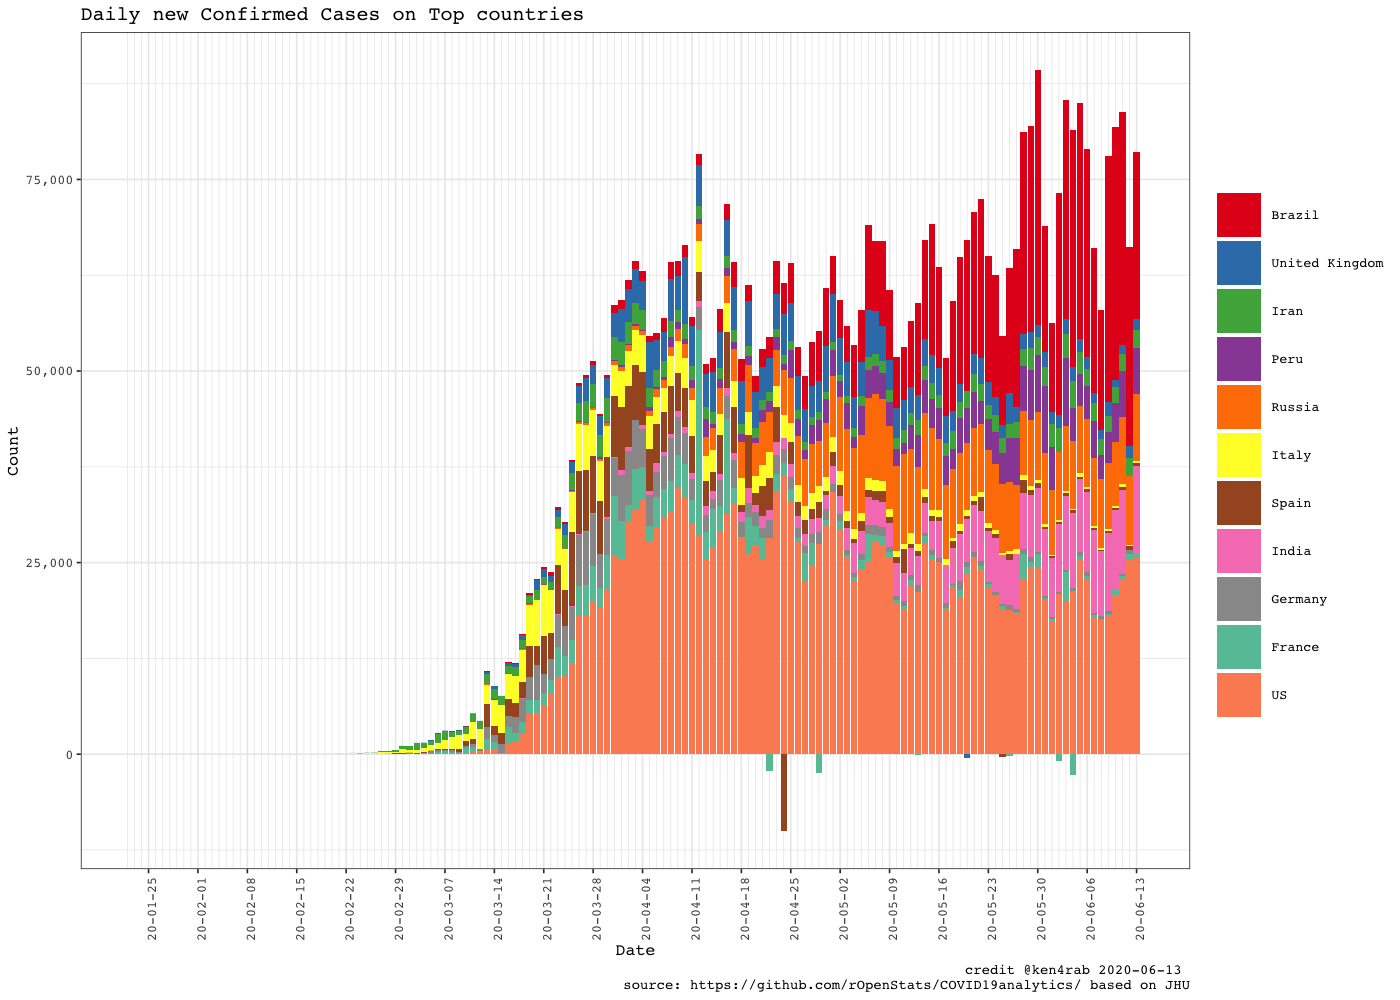 Daily new Confirmed Cases on Top countries
Count
75,000
50,000
25,000
0
20-01-25
20-02-01
20-02-08
20-02-15
20-02-22
20-02-29
20-03-07
20-03-14
20-03-21
20-03-28
20-04-04
20-04-11
20-04-18
20-04-25
20-05-02
20-05-09
20-05-16
20-05-23
20-05-30
20-06-06
20-06-13
Date
Brazil
United Kingdom
Iran
Peru
Russia
Italy
Spain
India
Germany
France
US
credit @ken4rab 2020-06-13
source: https://github.com/rOpenStats/COVID19analytics/ based on JHU